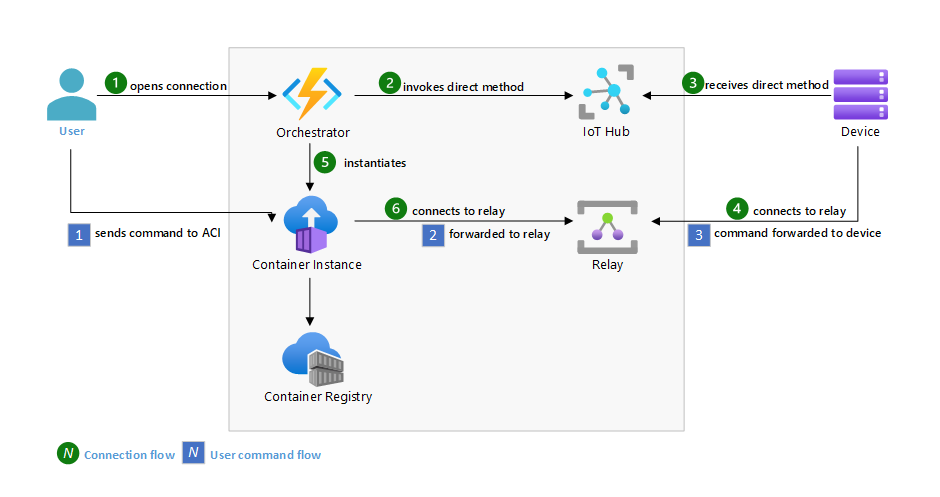 1 opens connection
2 invokes direct method
3 receives direct method
User
Orchestrator
IoT Hub
Device
5 instantiates
6 connects to relay
4 connects to relay
1 sends command to ACI
2 forwarded to relay
3 command forwarded to device
Container Instance
Relay
Container Registry
N Connection flow
N User command flow